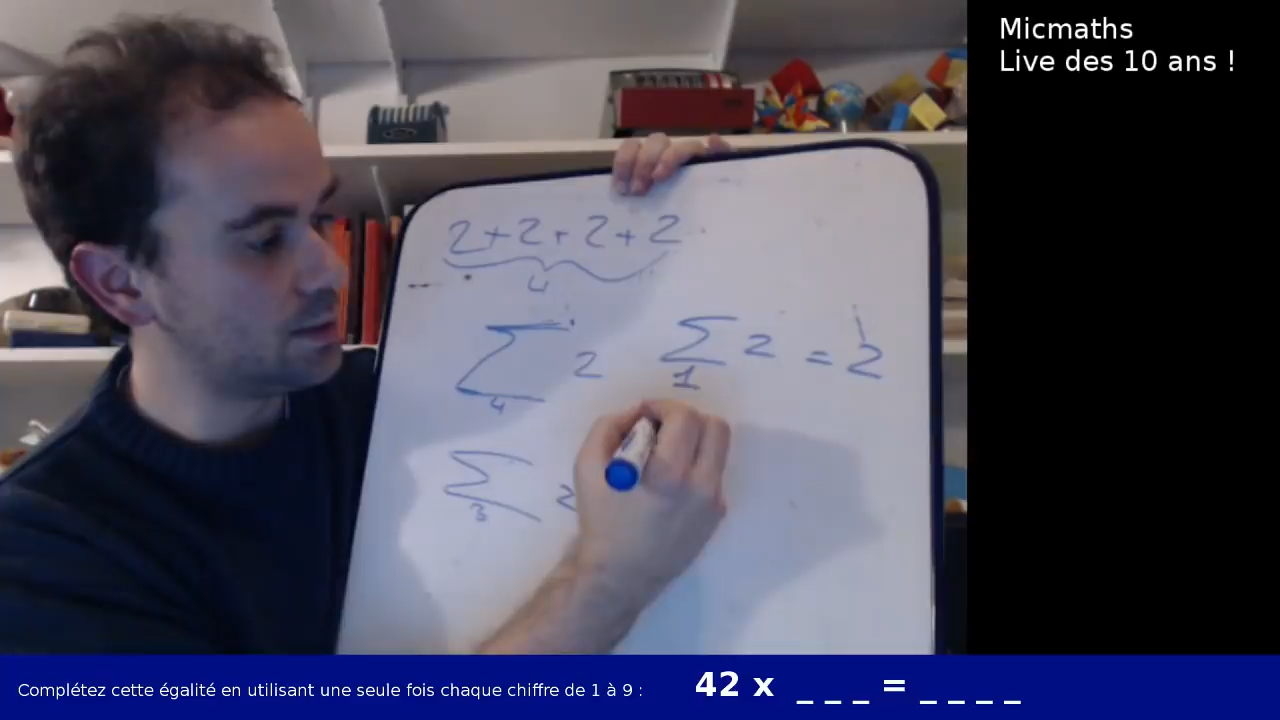 Micmaths
Live des 10 ans !
2+2+2+2
4
∑ 2
4
∑ 2 = 2
1
∑ 2
3
Complétez cette égalité en utilisant une seule fois chaque chiffre de 1 à 9 : 42 x _ _ _ = _ _ _ _